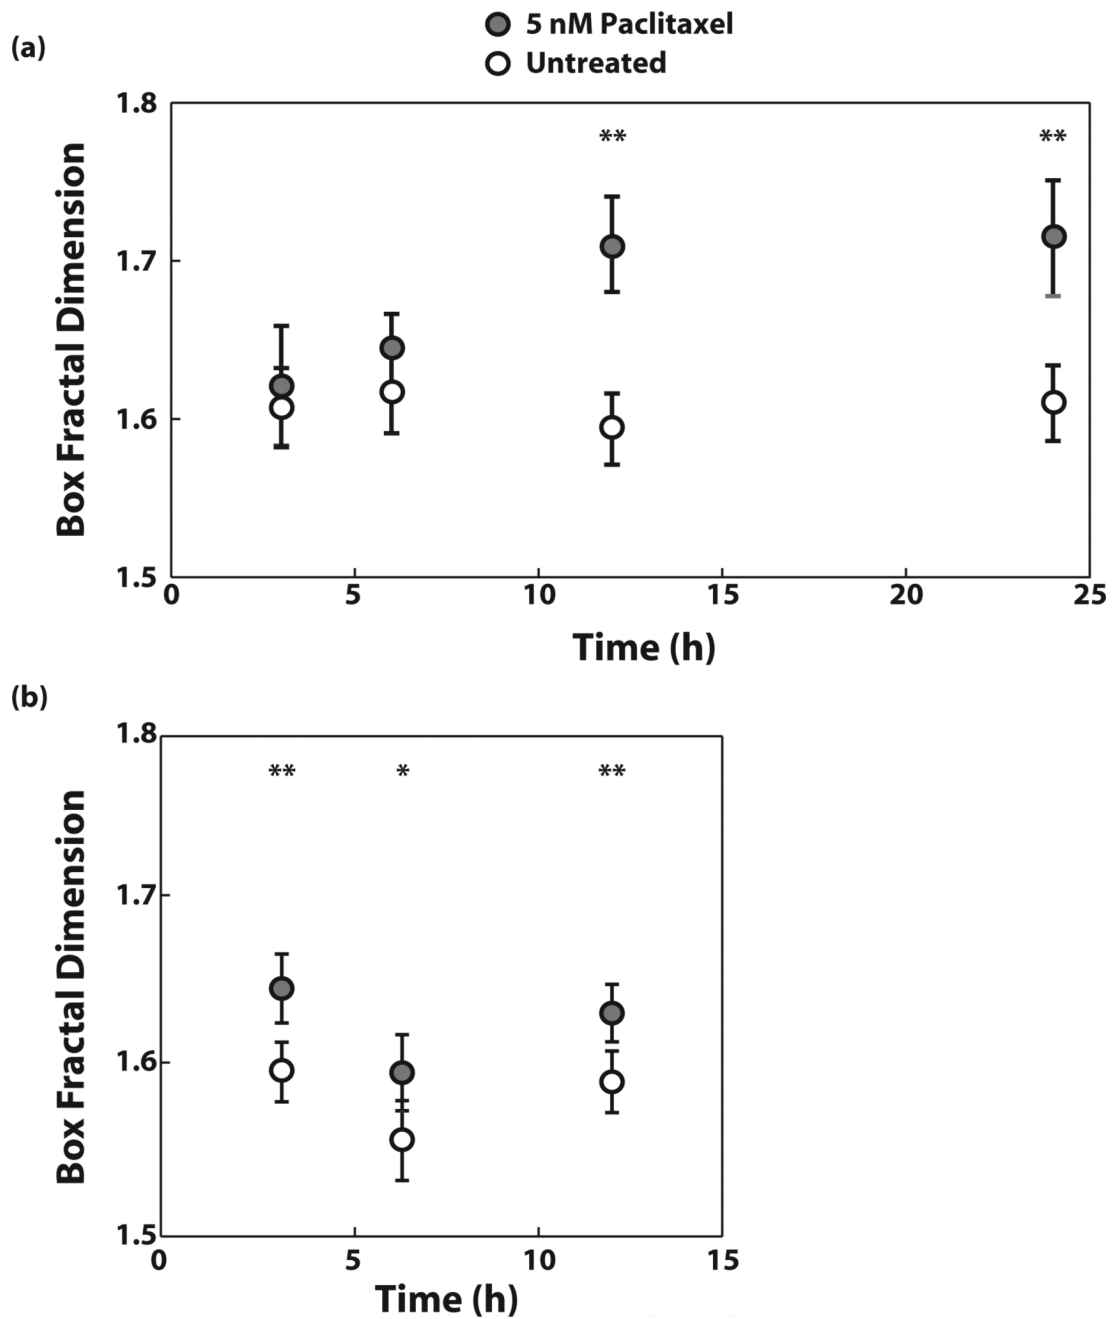 (a)
5 nM Paclitaxel
Untreated
1.8
** **
1.7
1.6
1.5
Box Fractal Dimension
0 5 10 15 20 25
Time (h)
(b)
1.8
** * **
1.7
1.6
1.5
Box Fractal Dimension
0 5 10 15
Time (h)